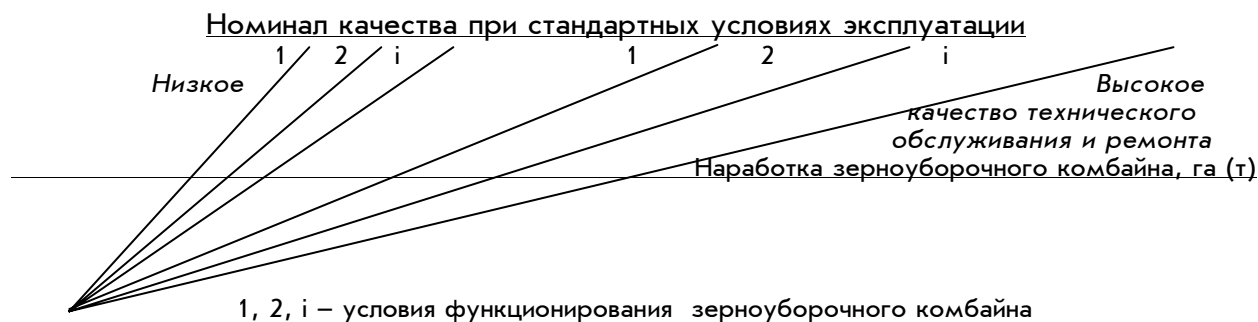 Номинал качества при стандартных условиях эксплуатации
1 2 i 1 2 i
Низкое Высокое
качество технического
обслуживания и ремонта
Наработка зерноуборочного комбайна, га (т)
1, 2, i – условия функционирования зерноуборочного комбайна